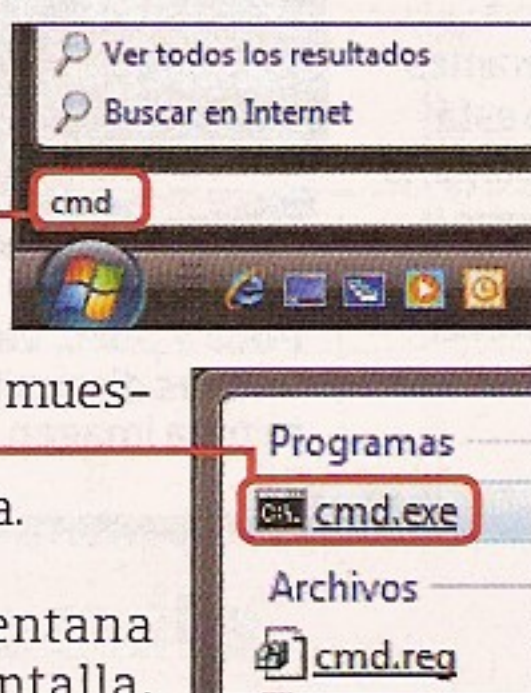 Ver todos los resultados
Buscar en Internet
cmd
mues-
Programas
a.
cmd.exe
Archivos
entana
cmd.reg
ntalla.